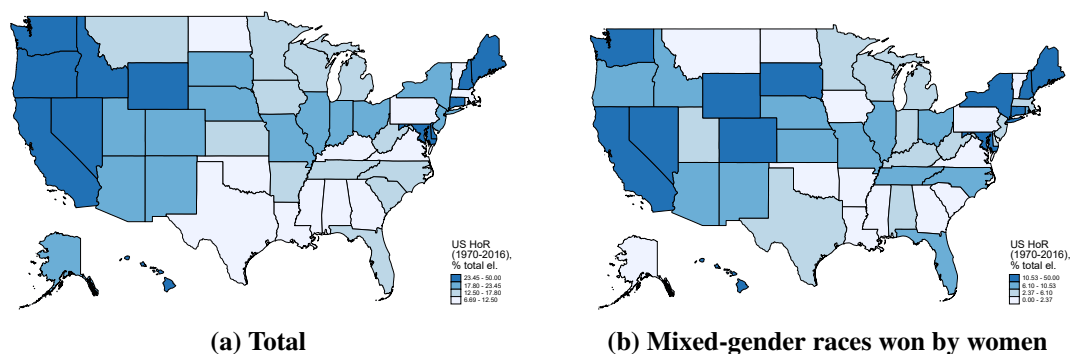 US HoR
(1970-2016),
% total el.
23.45 - 50.00
17.80 - 23.45
12.50 - 17.80
6.69 - 12.50
(a) Total
US HoR
(1970-2016),
% total el.
10.53 - 50.00
6.10 - 10.53
2.37 - 6.10
0.00 - 2.37
(b) Mixed-gender races won by women